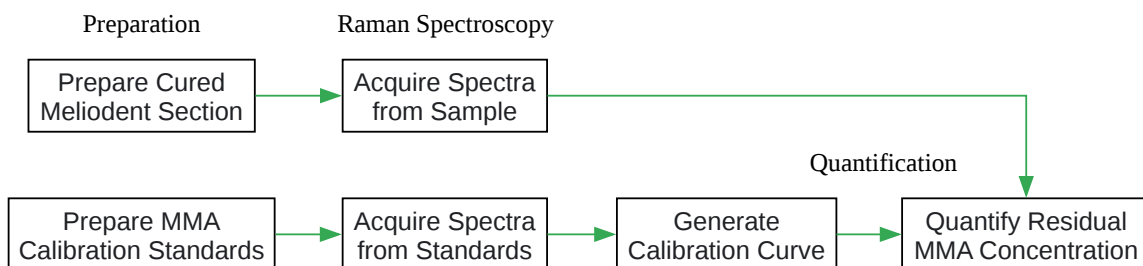 Preparation
Raman Spectroscopy
Prepare Cured
Meliodent Section
Acquire Spectra
from Sample
Quantification
Prepare MMA
Calibration Standards
Acquire Spectra
from Standards
Generate
Calibration Curve
Quantify Residual
MMA Concentration